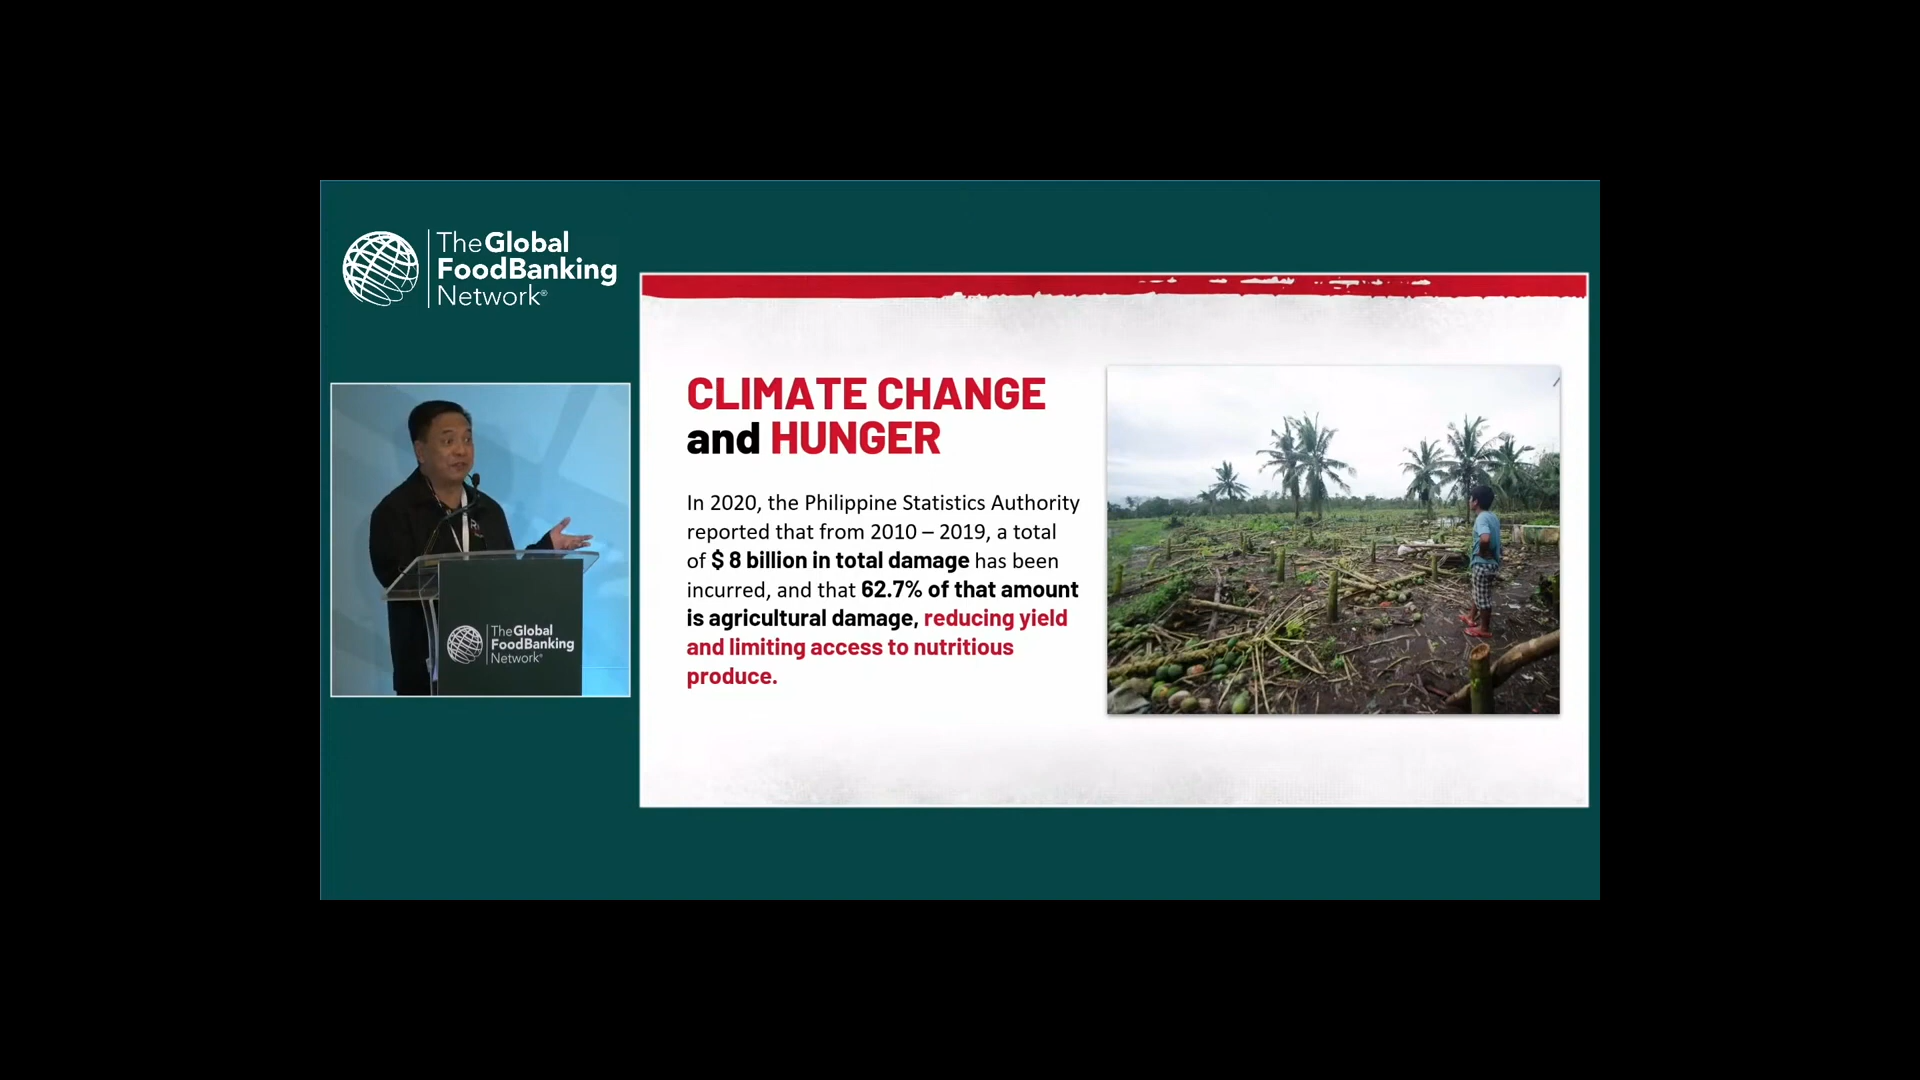 The Global
FoodBanking
Network®
CLIMATE CHANGE
and HUNGER
In 2020, the Philippine Statistics Authority
reported that from 2010 – 2019, a total
of $ 8 billion in total damage has been
incurred, and that 62.7% of that amount
is agricultural damage, reducing yield
and limiting access to nutritious
produce.
The Global
FoodBanking
Network®